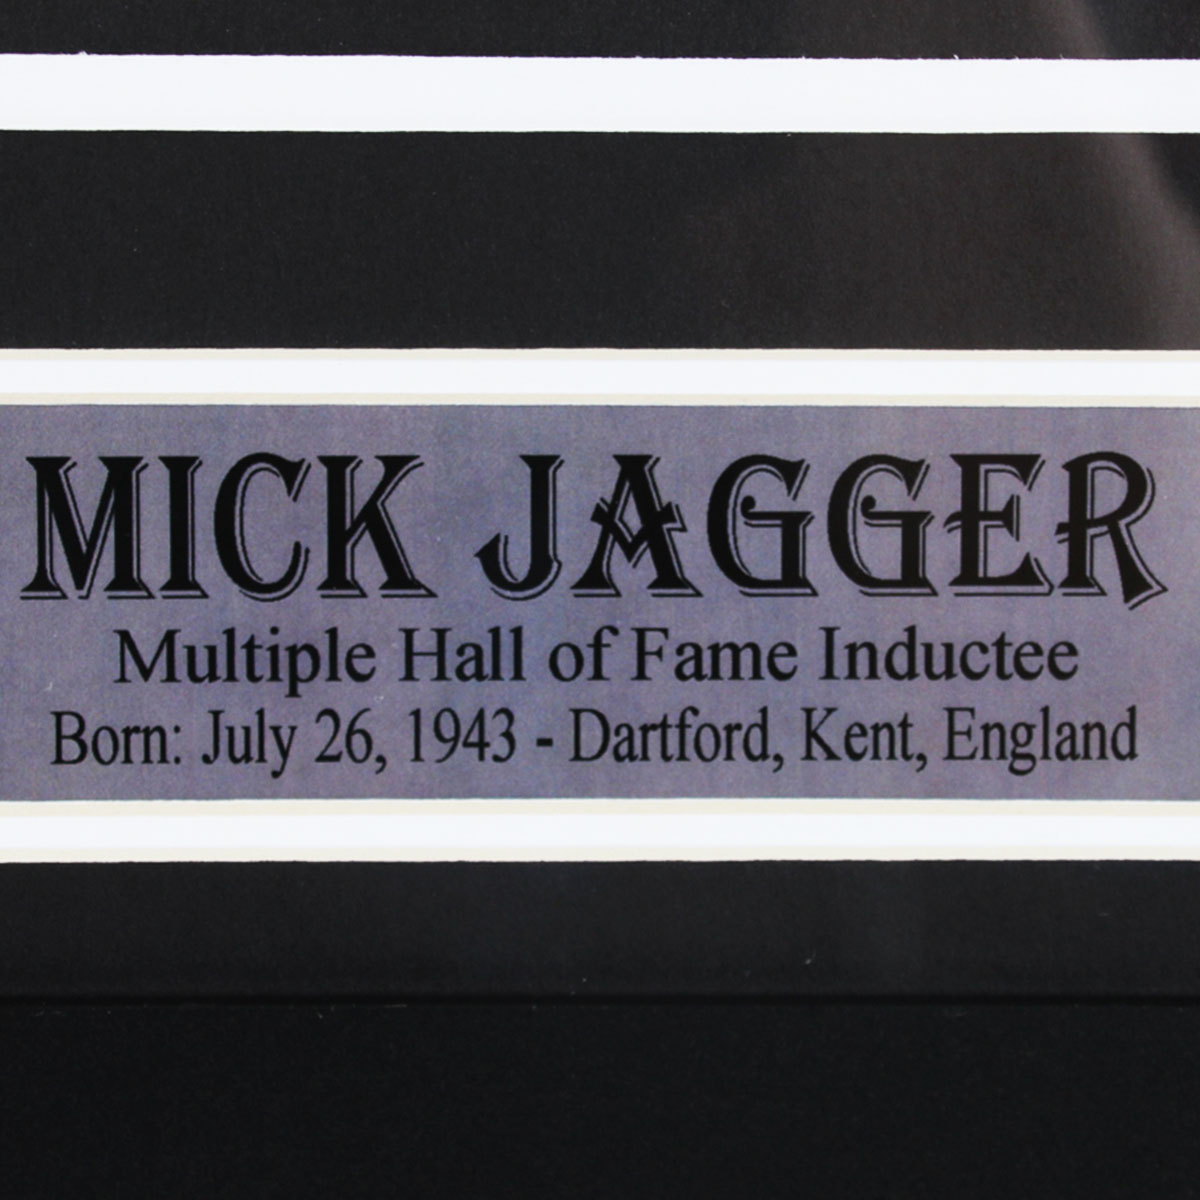 MICK JAGGER
Multiple Hall of Fame Inductee
Born: July 26, 1943 - Dartford, Kent, England